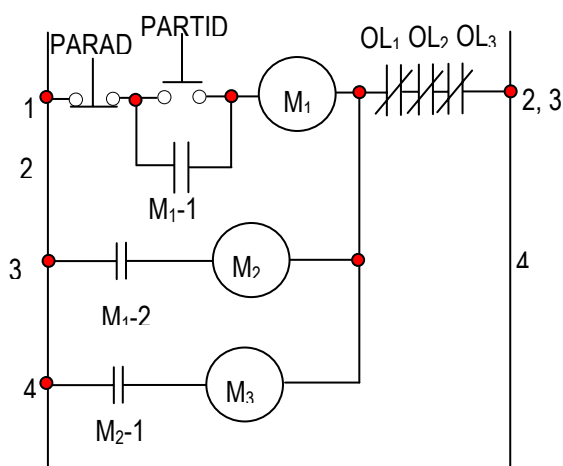 PARTID
PARAD
OL₁ OL₂ OL₃
1
M₁
2, 3
2
M₁-1
3
M₂
4
M₁-2
4
M₃
M₂-1